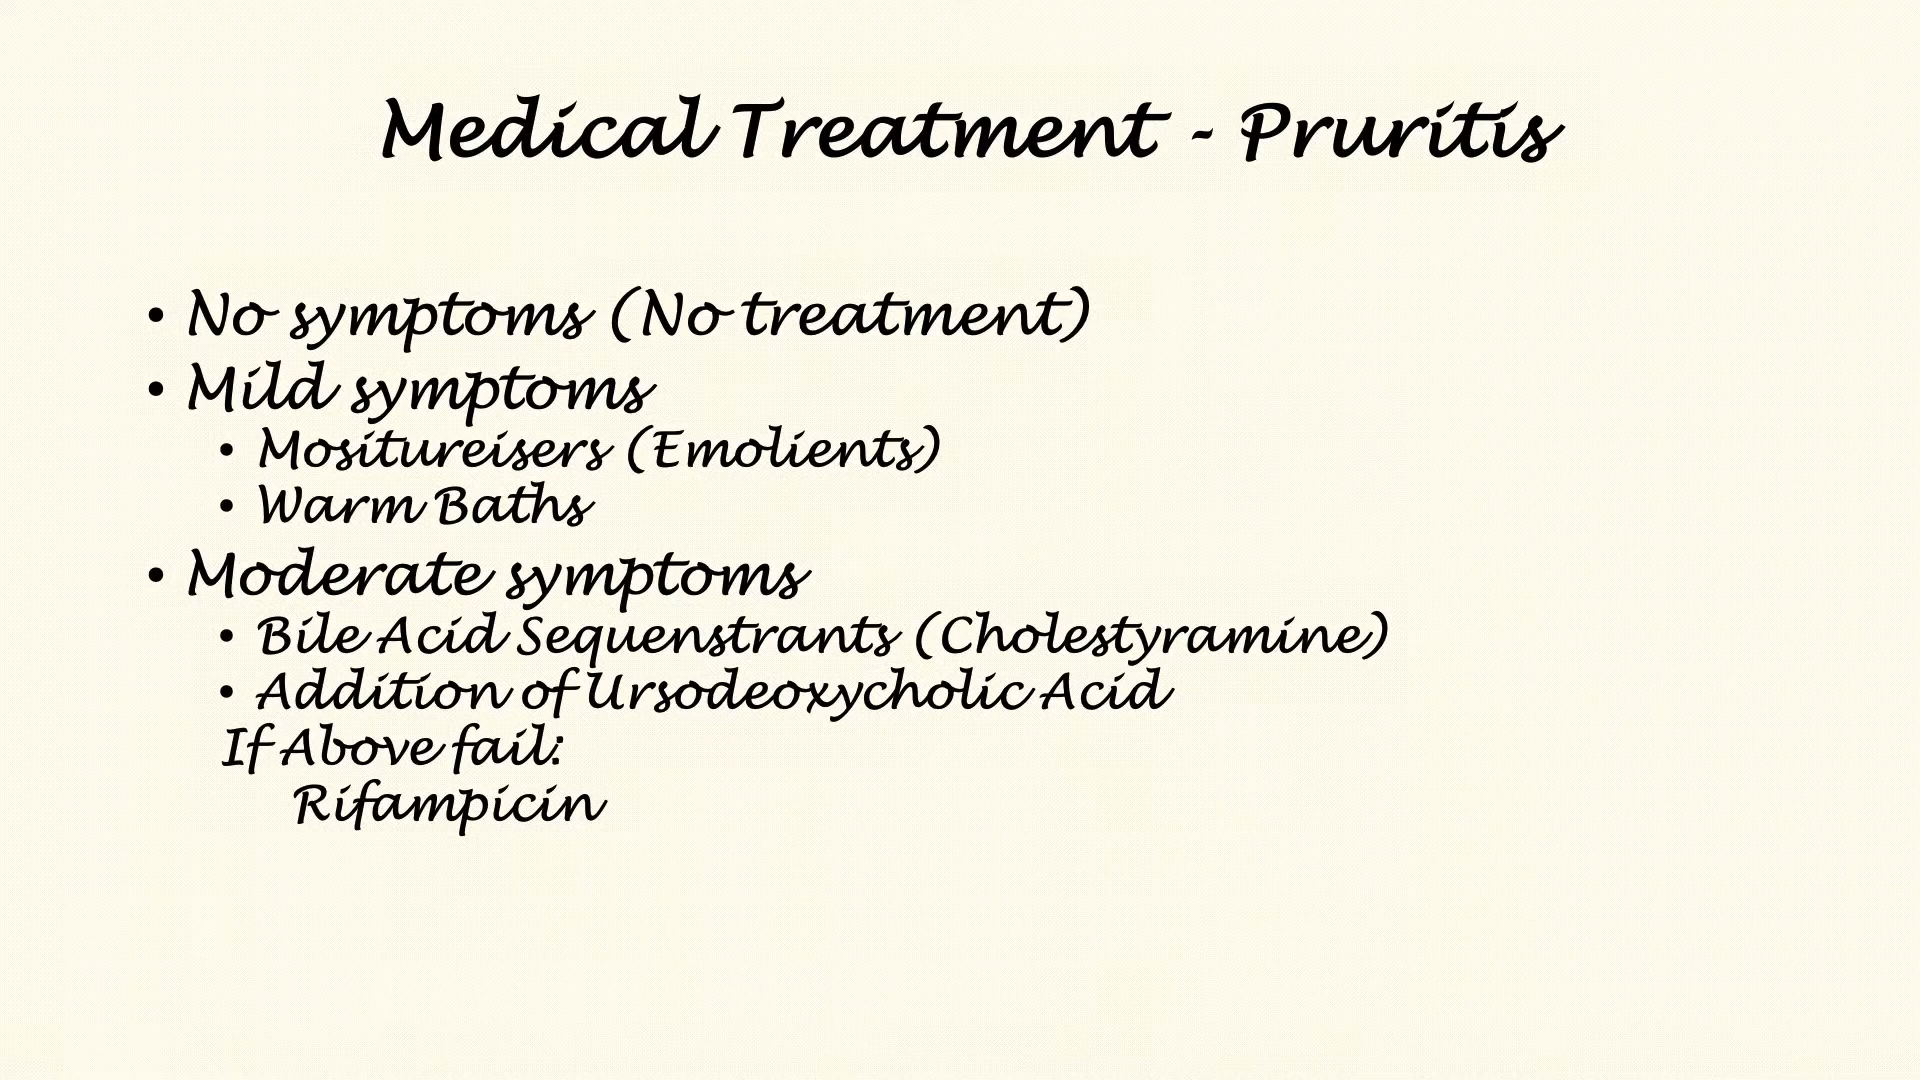 Medical Treatment - Pruritis
• No symptoms (No treatment)
• Mild symptoms
• Mositureisers (Emolients)
• Warm Baths
• Moderate symptoms
• Bile Acid Sequenstrants (Cholestyramine)
• Addition of Ursodeoxycholic Acid
If Above fail:
Rifampicin